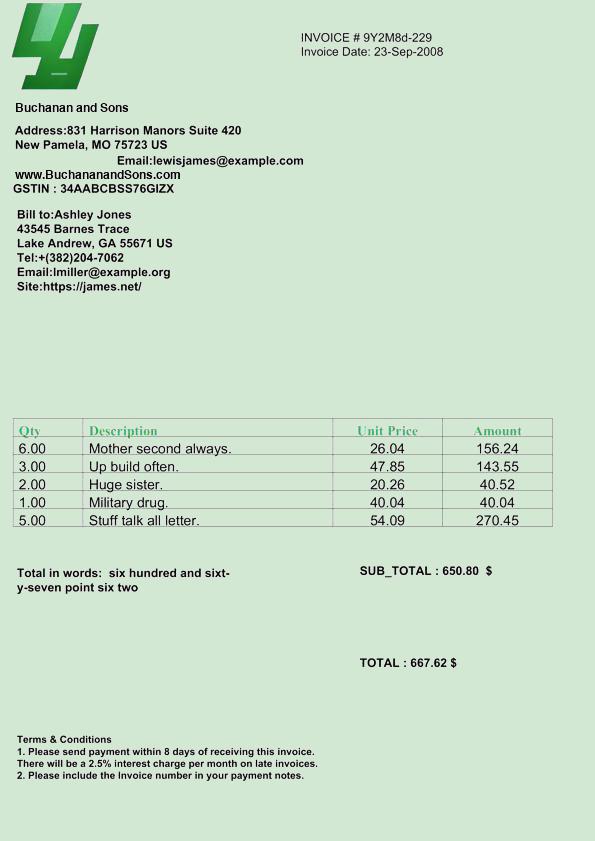 INVOICE # 9Y2M8d-229
Invoice Date: 23-Sep-2008
Buchanan and Sons
Address:831 Harrison Manors Suite 420
New Pamela, MO 75723 US
Email:lewisjames@example.com
www.BuchananandSons.com
GSTIN : 34AABCBSS76GIZX
Bill to:Ashley Jones
43545 Barnes Trace
Lake Andrew, GA 55671 US
Tel:+(382)204-7062
Email:lmiller@example.org
Site:https://james.net/
Qty Description Unit Price Amount
6.00 Mother second always. 26.04 156.24
3.00 Up build often. 47.85 143.55
2.00 Huge sister. 20.26 40.52
1.00 Military drug. 40.04 40.04
5.00 Stuff talk all letter. 54.09 270.45
SUB_TOTAL : 650.80 $
Total in words: six hundred and sixt-
y-seven point six two
TOTAL : 667.62 $
Terms & Conditions
1. Please send payment within 8 days of receiving this invoice.
There will be a 2.5% interest charge per month on late invoices.
2. Please include the Invoice number in your payment notes.